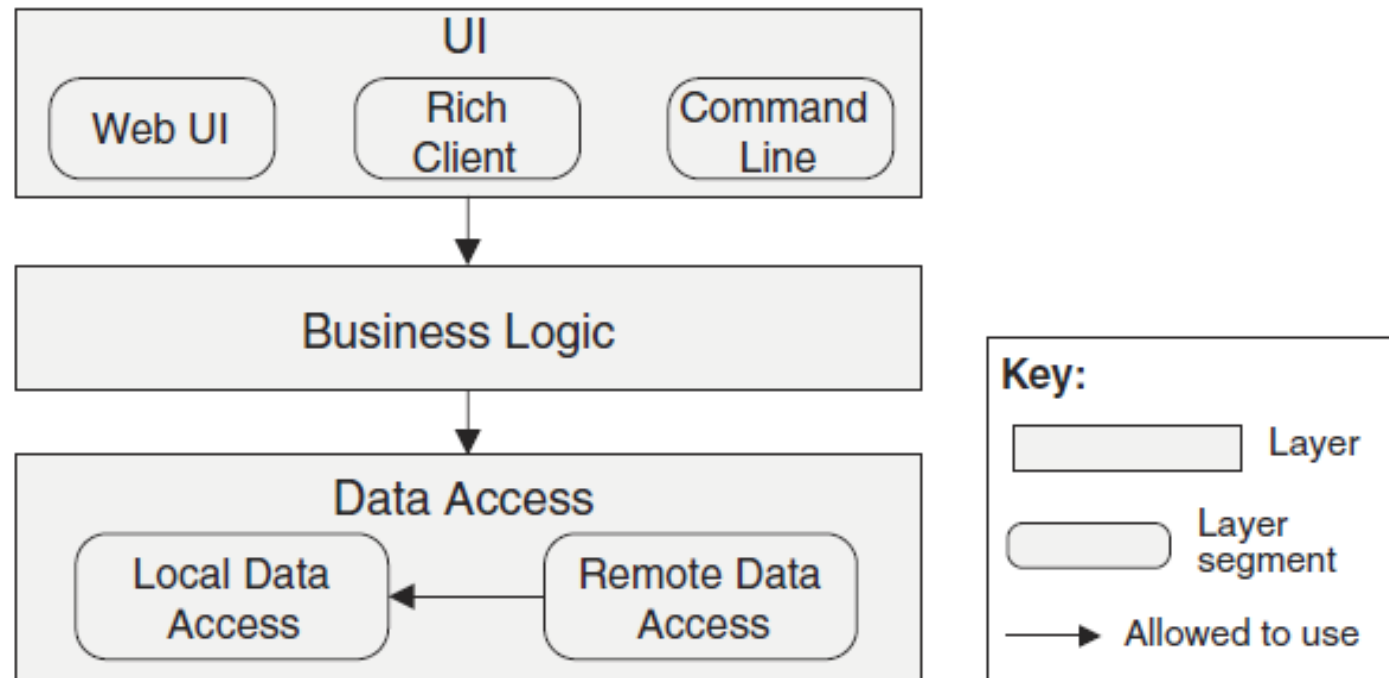 UI
Web UI
Rich
Client
Command
Line
Business Logic
Data Access
Local Data
Access
Remote Data
Access
Key:
Layer
Layer
segment
Allowed to use